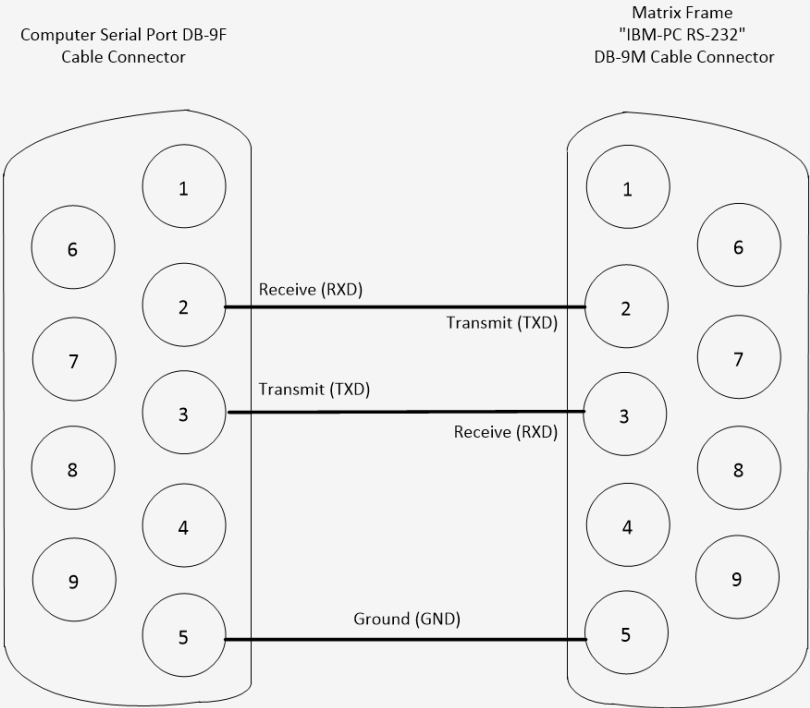 Computer Serial Port DB-9F
Cable Connector
Matrix Frame
"IBM-PC RS-232"
DB-9M Cable Connector
1
6
2
7
3
8
4
9
5
Receive (RXD)
Transmit (TXD)
Transmit (TXD)
Receive (RXD)
Ground (GND)
1
6
2
7
3
8
4
9
5